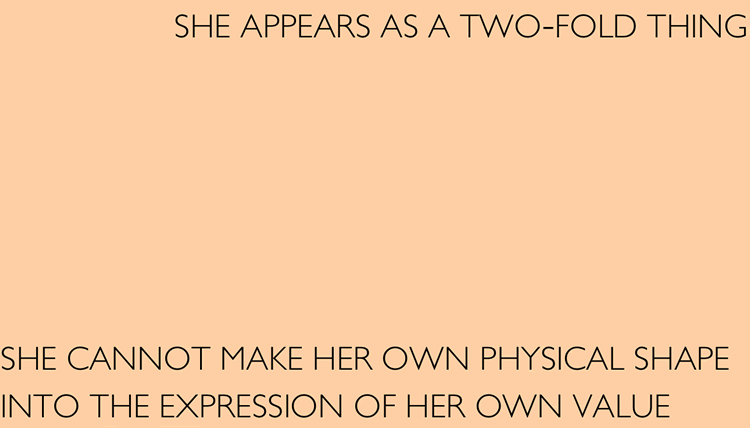 SHE APPEARS AS A TWO-FOLD THING
SHE CANNOT MAKE HER OWN PHYSICAL SHAPE
INTO THE EXPRESSION OF HER OWN VALUE